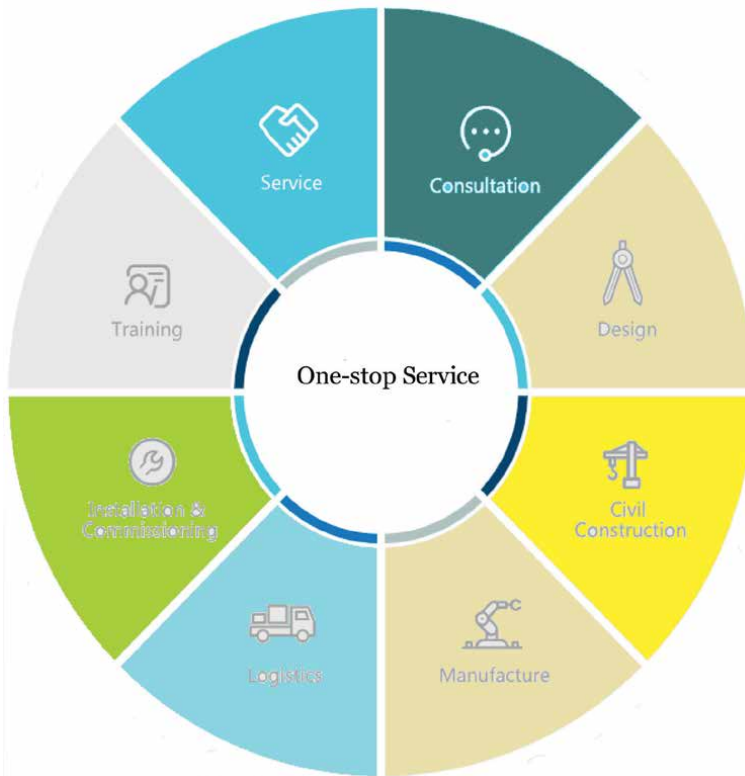 Service
Consultation
Training
Design
One-stop Service
Installation &
Commissioning
Civil
Construction
Logistics
Manufacture